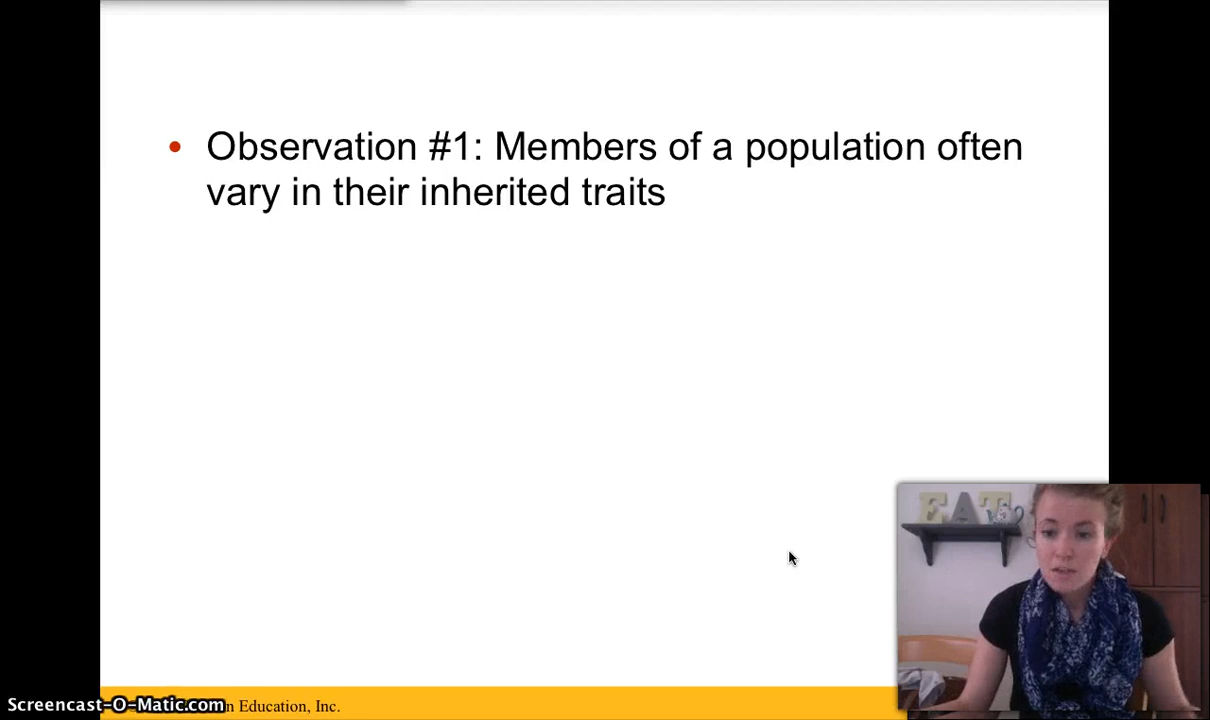 • Observation #1: Members of a population often
vary in their inherited traits
EAT
Screencast-O-Matic.com
n Education, Inc.